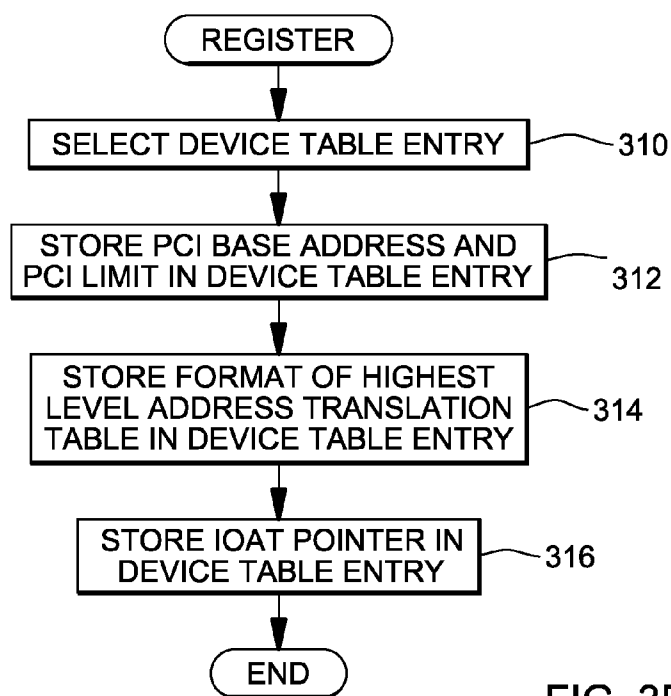 REGISTER
SELECT DEVICE TABLE ENTRY
310
STORE PCI BASE ADDRESS AND
PCI LIMIT IN DEVICE TABLE ENTRY
312
STORE FORMAT OF HIGHEST
LEVEL ADDRESS TRANSLATION
TABLE IN DEVICE TABLE ENTRY
314
STORE IOAT POINTER IN
DEVICE TABLE ENTRY
316
END
FIG.